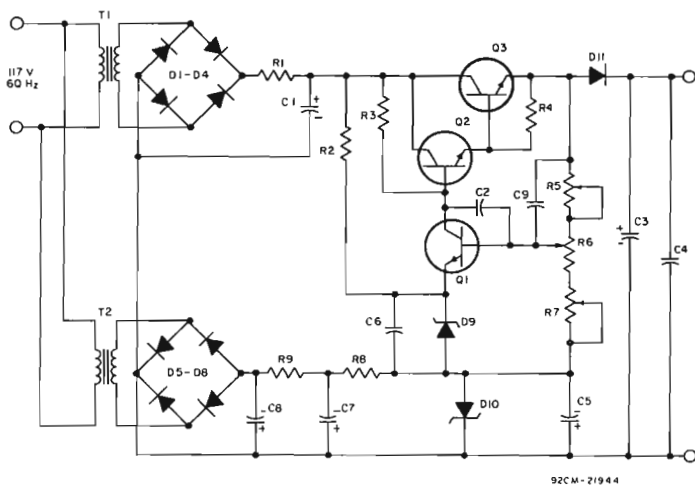 T1
117 V
60 Hz
D1-D4
R1
C1
+
-
R2
R3
Q2
Q3
R4
D11
C2
C9
R5
R6
R7
Q1
+
-
C3
C4
T2
D5-D8
R9
R8
C6
D9
-
+
C8
-
+
C7
D10
-
+
C5
92CM-21944